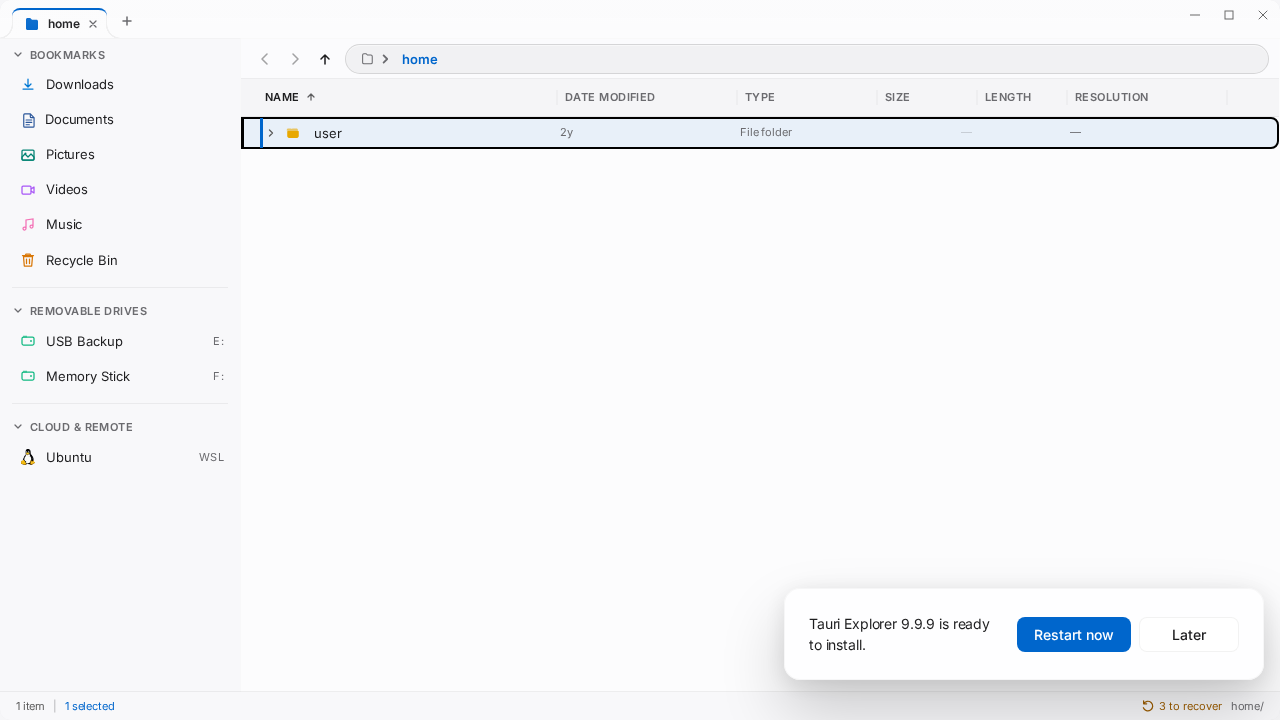 home
BOOKMARKS
Downloads
Documents
Pictures
Videos
Music
Recycle Bin
REMOVABLE DRIVES
USB Backup E:
Memory Stick F:
CLOUD & REMOTE
Ubuntu WSL
home
NAME DATE MODIFIED TYPE SIZE LENGTH RESOLUTION
user 2y File folder — —
Tauri Explorer 9.9.9 is ready
to install.
Restart now Later
1 item 1 selected 3 to recover home/